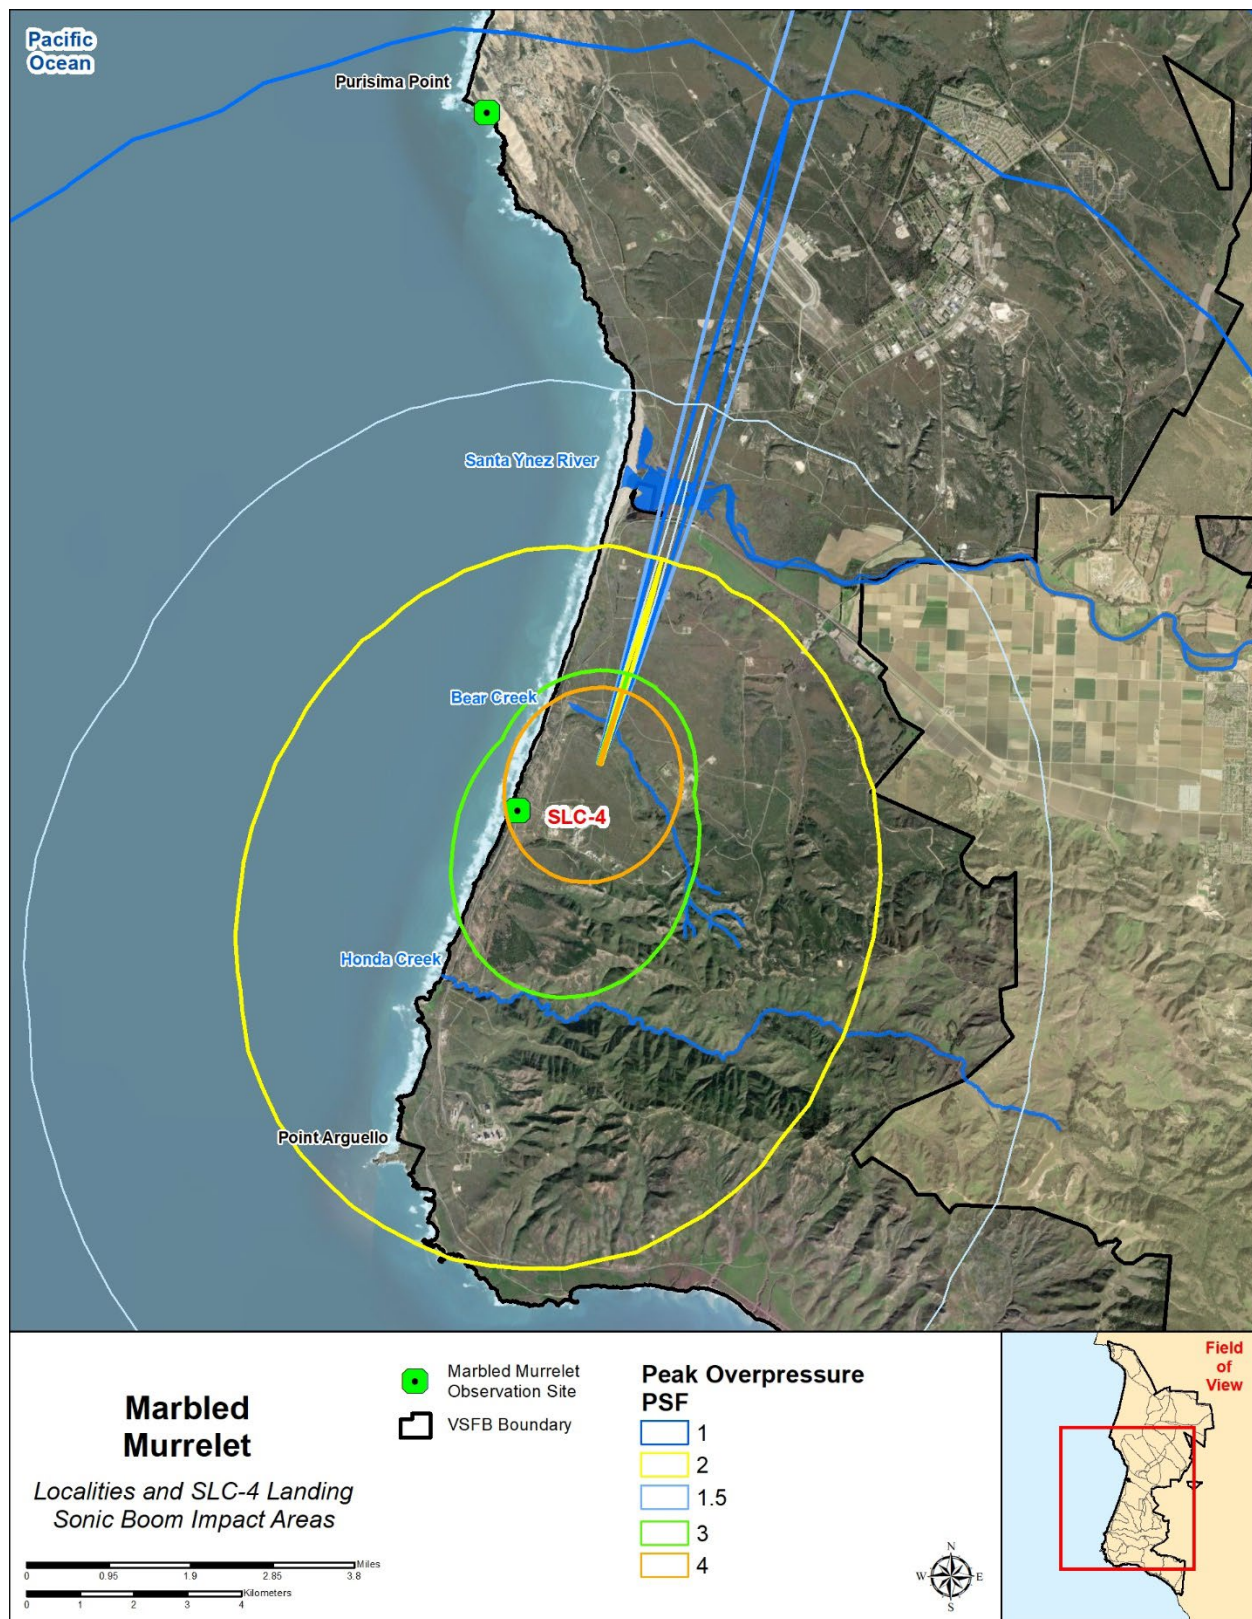 Pacific
Ocean
Purisima Point
Santa Ynez River
Bear Creek
SLC-4
Honda Creek
Point Arguello
Marbled
Murrelet
Localities and SLC-4 Landing
Sonic Boom Impact Areas
0 0.95 1.9 2.85 3.8 Miles
0 1 2 3 4 Kilometers
Marbled Murrelet
Observation Site
VSFB Boundary
Peak Overpressure
PSF
1
2
1.5
3
4
N
W E
S
Field
of
View